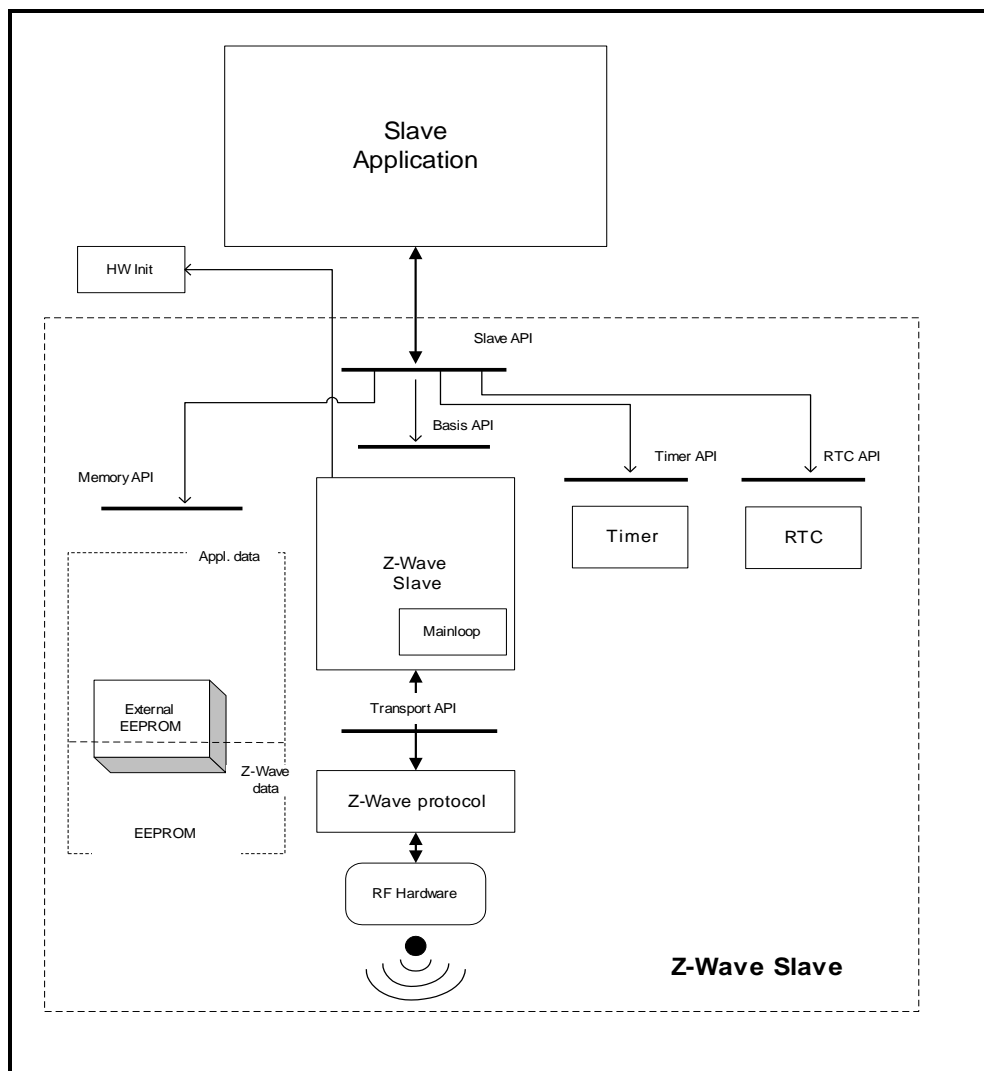 Slave
Application
HW Init
Slave API
Basis API
Timer API
RTC API
Memory API
Timer
RTC
Appl. data
Z-Wave
Slave
Mainloop
External
EEPROM
Transport API
Z-Wave
data
Z-Wave protocol
EEPROM
RF Hardware
Z-Wave Slave